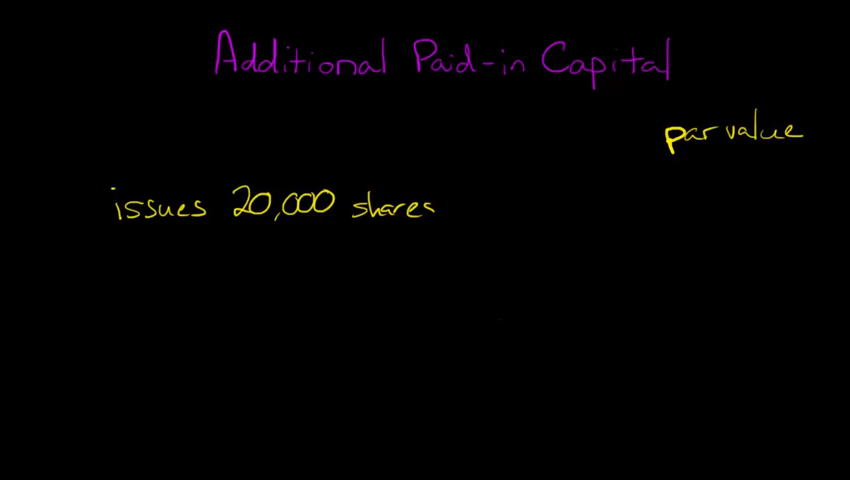 Additional Paid-in Capital
par value
issues 20,000 shares